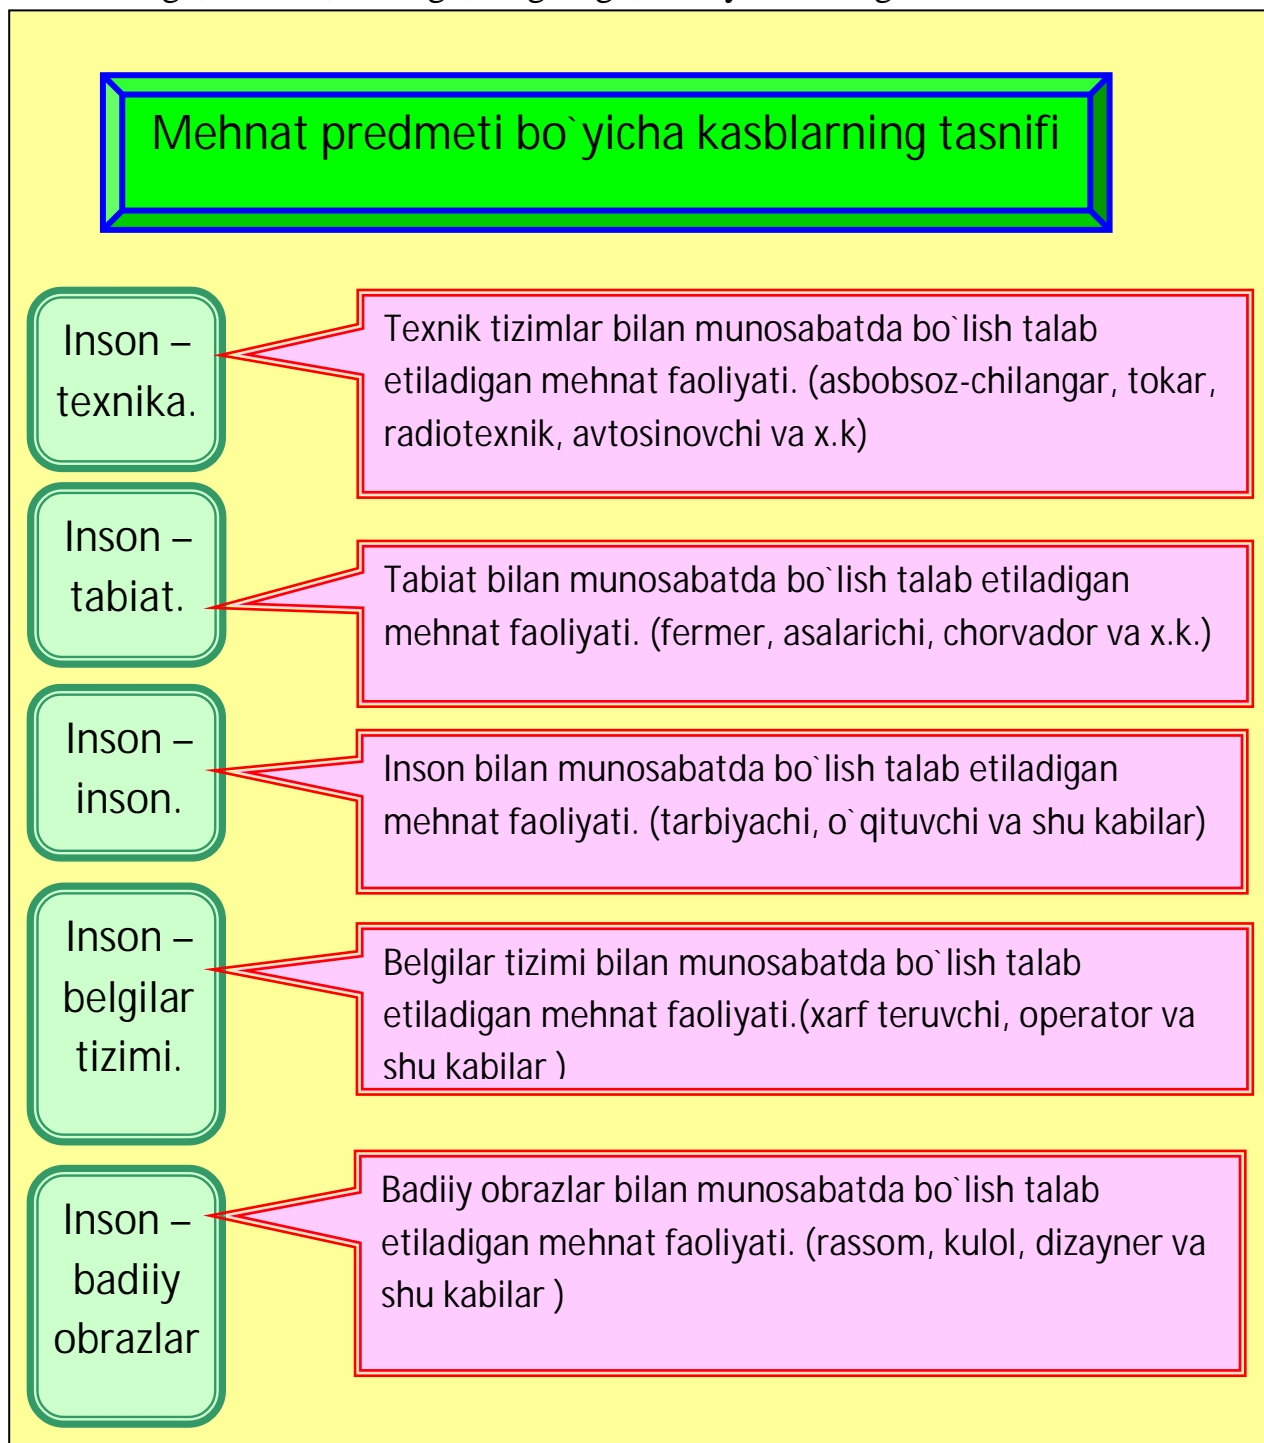 Mehnat predmeti bo`yicha kasblarning tasnifi
Inson –
texnika.
Texnik tizimlar bilan munosabatda bo`lish talab
etiladigan mehnat faoliyati. (asbobsoz-chilangar, tokar,
radiotexnik, avtosinovchi va x.k)
Inson –
tabiat.
Tabiat bilan munosabatda bo`lish talab etiladigan
mehnat faoliyati. (fermer, asalarichi, chorvador va x.k.)
Inson –
inson.
Inson bilan munosabatda bo`lish talab etiladigan
mehnat faoliyati. (tarbiyachi, o`qituvchi va shu kabilar)
Inson –
belgilar
tizimi.
Belgilar tizimi bilan munosabatda bo`lish talab
etiladigan mehnat faoliyati.(xarf teruvchi, operator va
shu kabilar )
Inson –
badiiy
obrazlar
Badiiy obrazlar bilan munosabatda bo`lish talab
etiladigan mehnat faoliyati. (rassom, kulol, dizayner va
shu kabilar )